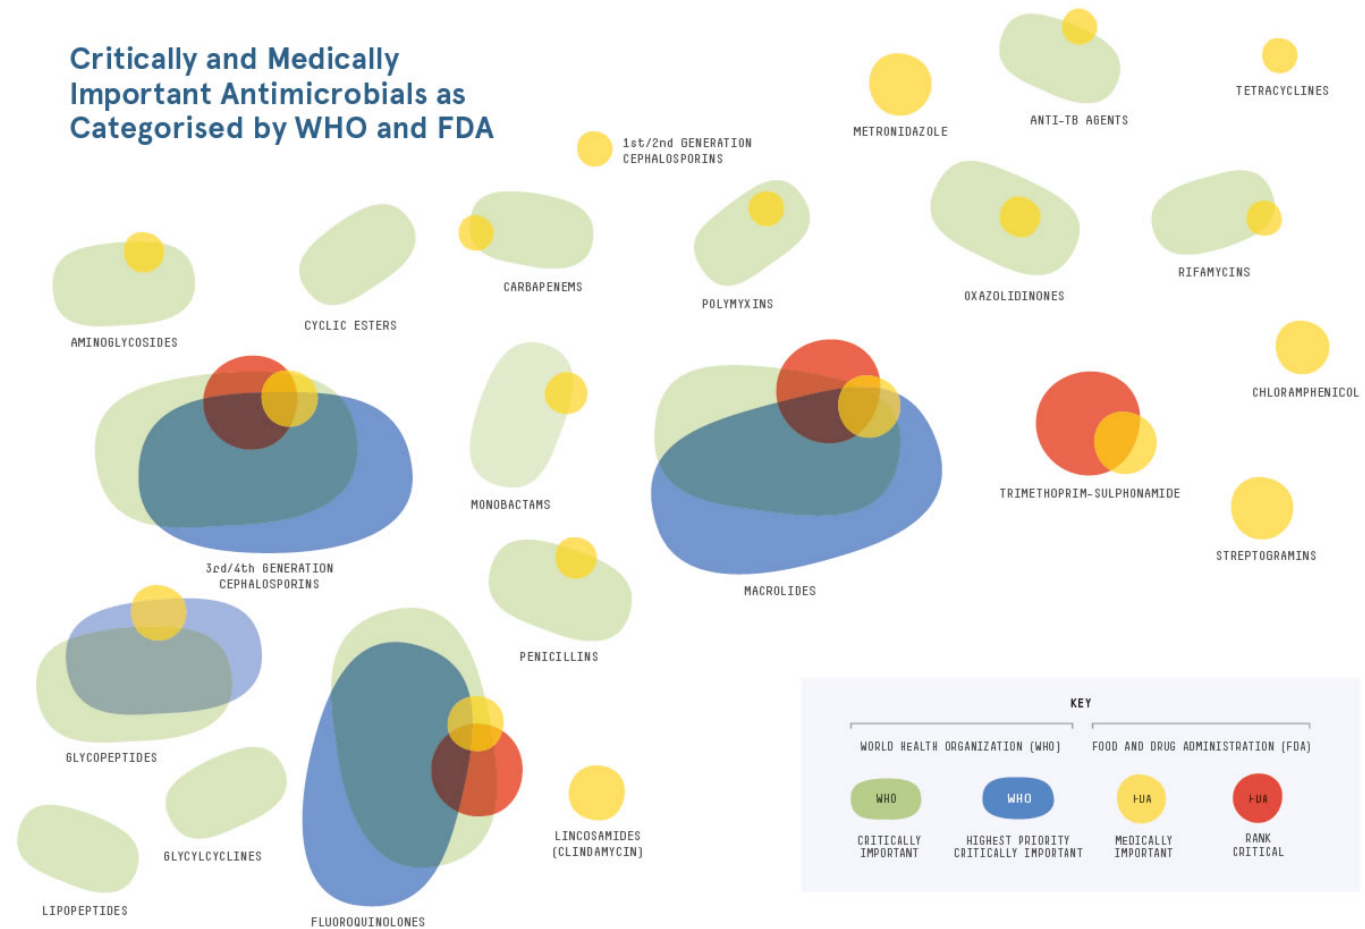 Critically and Medically
Important Antimicrobials as
Categorised by WHO and FDA
1st/2nd GENERATION
CEPHALOSPORINS
METRONIDAZOLE
ANTI-TB AGENTS
TETRACYCLINES
AMINOGLYCOSIDES
CYCLIC ESTERS
CARBAPENEMS
POLYMYXINS
OXAZOLIDINONES
RIFAMYCINS
CHLORAMPHENICOL
3rd/4th GENERATION
CEPHALOSPORINS
MONOBACTAMS
MACROLIDES
TRIMETHOPRIM-SULPHONAMIDE
STREPTOGRAMINS
GLYCOPEPTIDES
PENICILLINS
GLYCYLCYCLINES
LIPOPEPTIDES
FLUOROQUINOLONES
LINCOSAMIDES
(CLINDAMYCIN)
KEY
WORLD HEALTH ORGANIZATION (WHO)
FOOD AND DRUG ADMINISTRATION (FDA)
WHO
WHO
FDA
FDA
CRITICALLY
IMPORTANT
HIGHEST PRIORITY
CRITICALLY IMPORTANT
MEDICALLY
IMPORTANT
RANK
CRITICAL